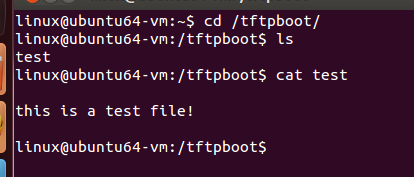 linux@ubuntu64-vm:~$ cd /tftpboot/
linux@ubuntu64-vm:/tftpboot$ ls
test
linux@ubuntu64-vm:/tftpboot$ cat test
this is a test file!
linux@ubuntu64-vm:/tftpboot$